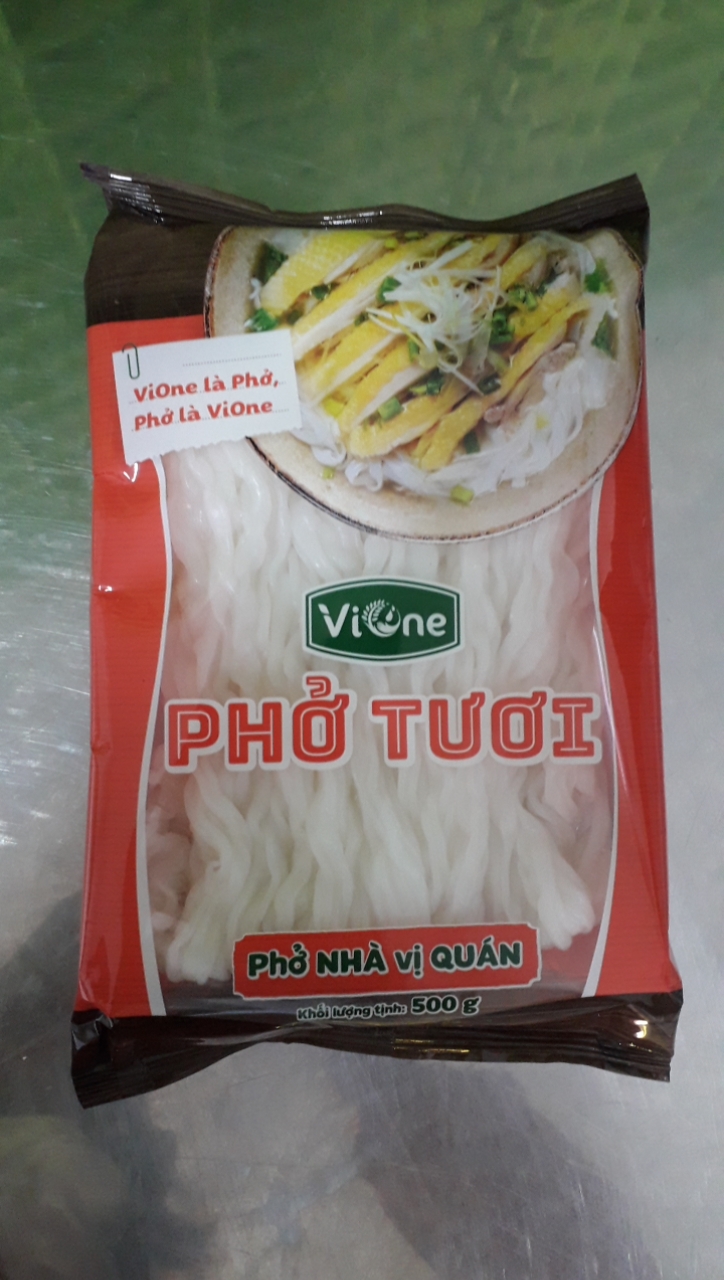 ViOne là Phở,
Phở là ViOne
ViOne
PHỞ TƯƠI
Phở NHÀ vị QUÁN
Khối lượng tịnh: 500 g